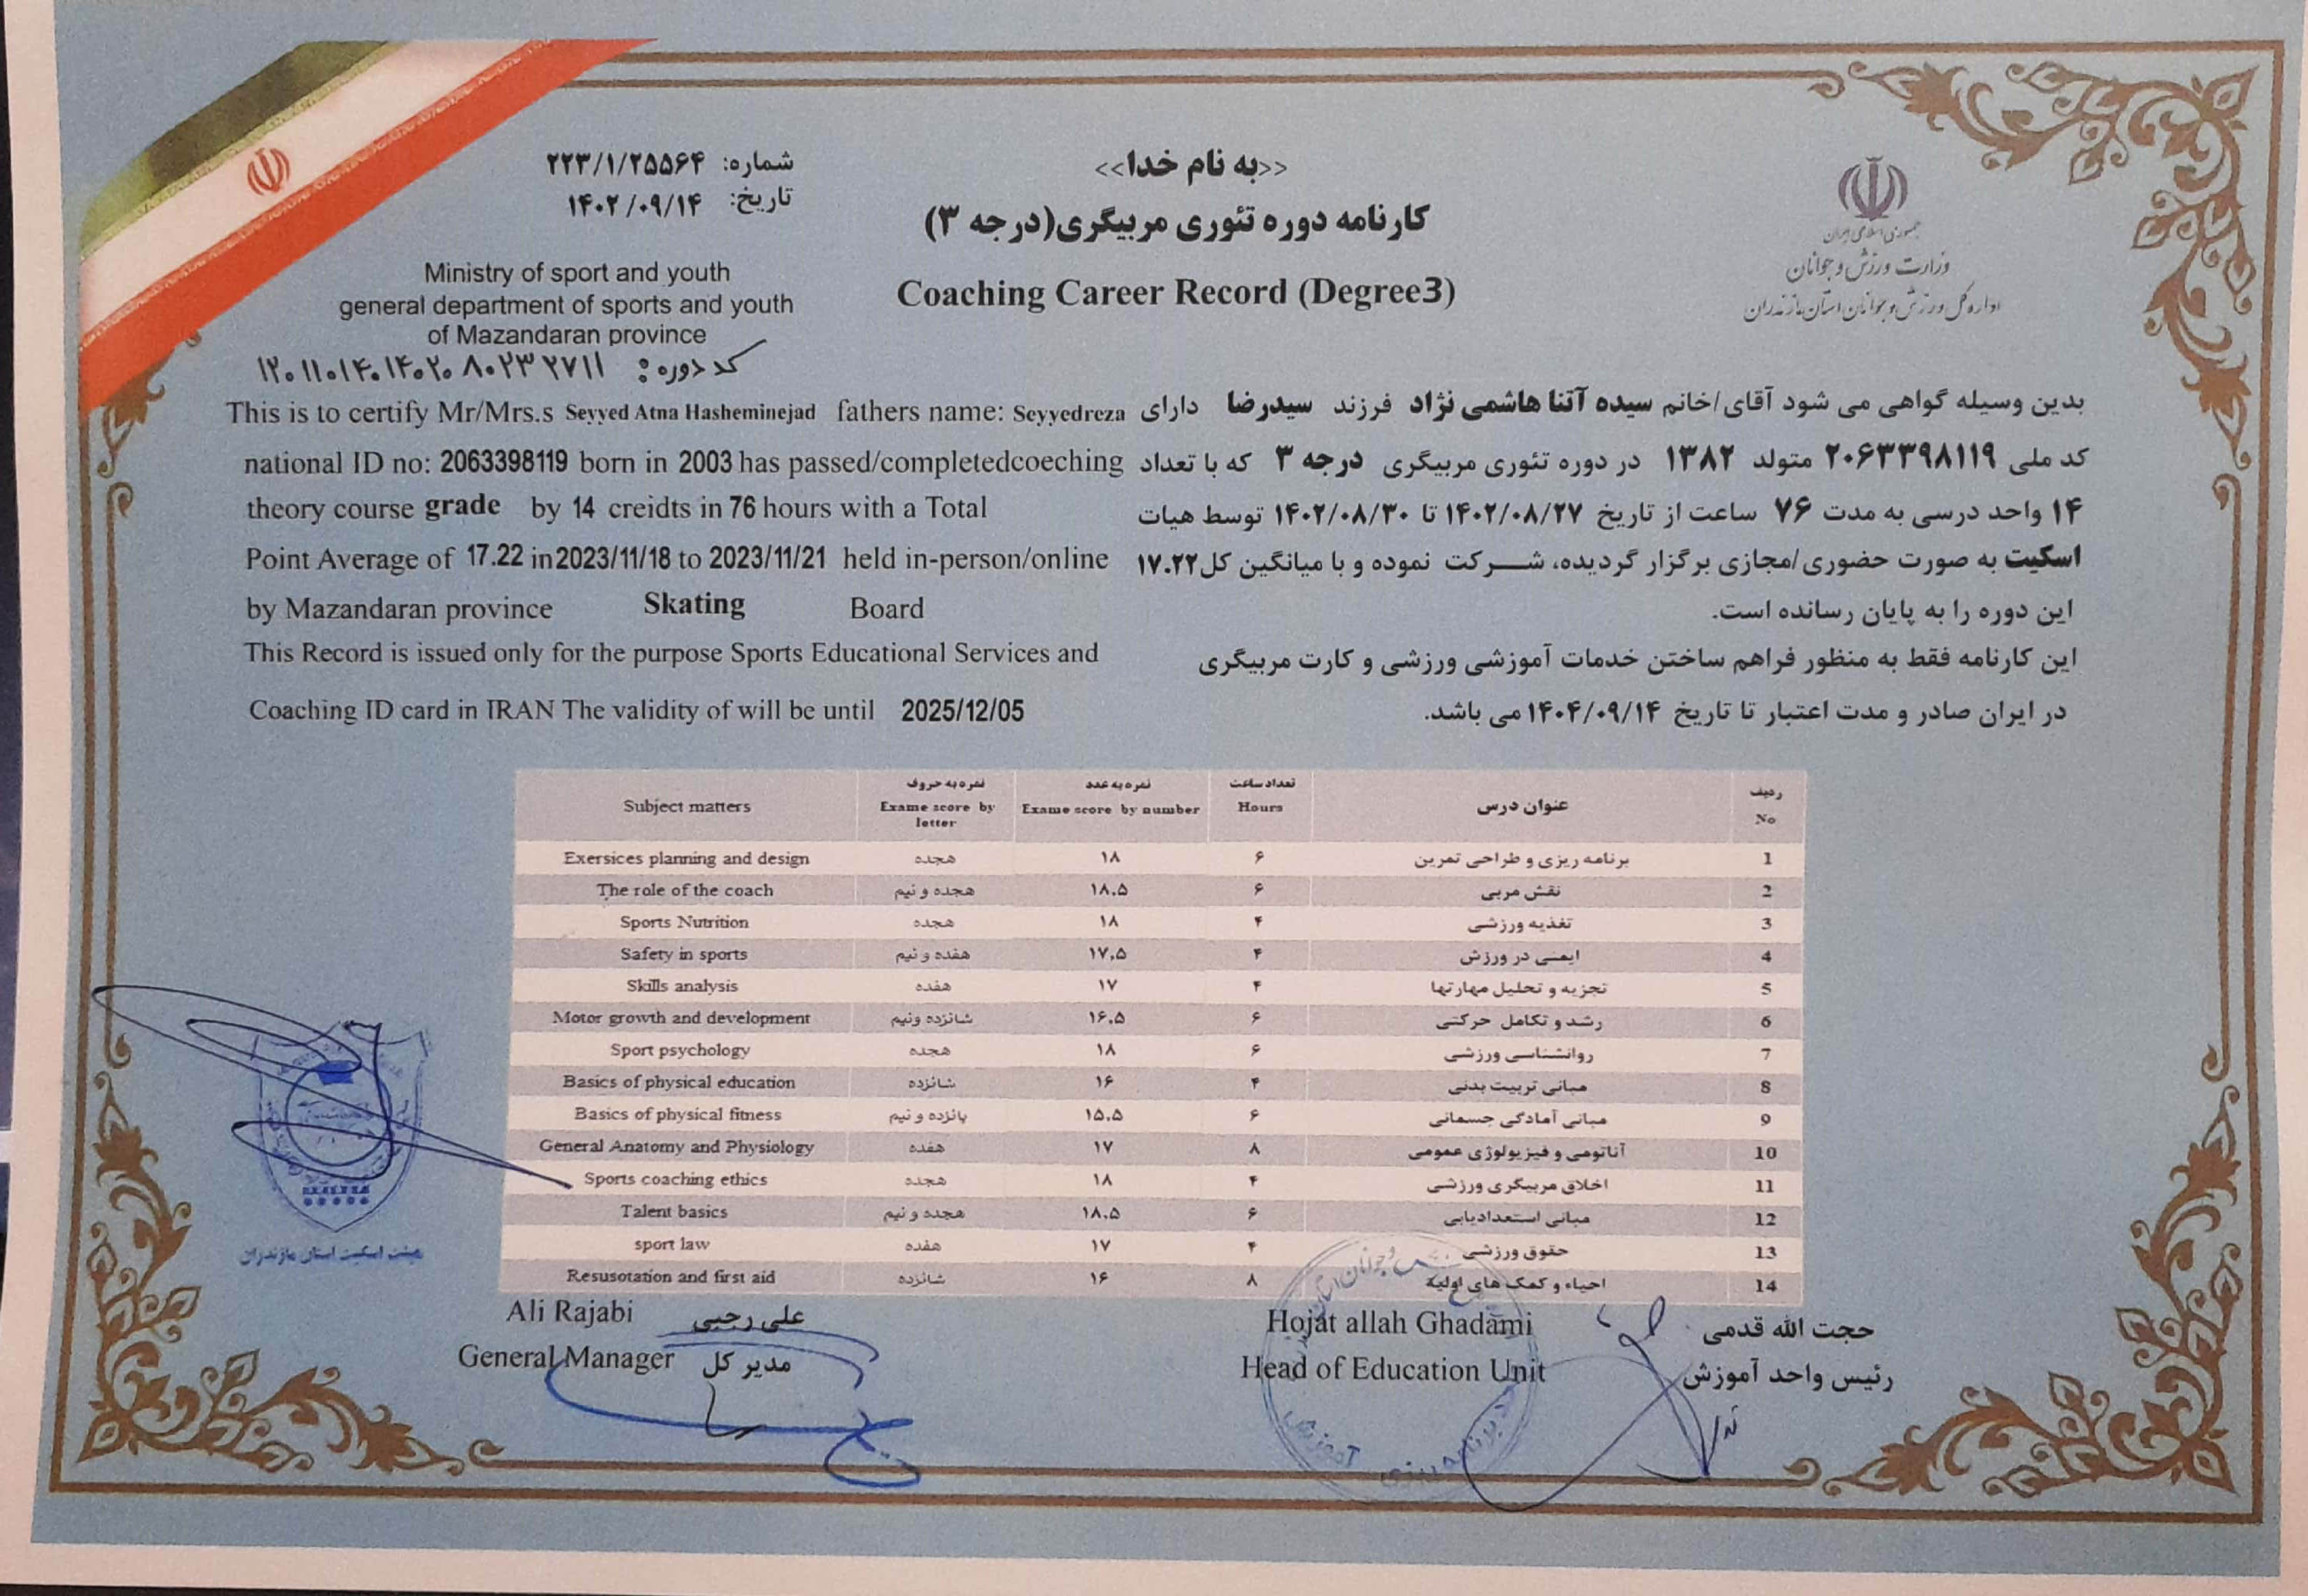 شماره: ۲۲۳/۱/۲۵۵۶۴
تاریخ: ۱۴۰۲/۰۹/۱۴
<<به نام خدا>>
کارنامه دوره تئوری مربیگری(درجه ۳)
Coaching Career Record (Degree3)
جمهوری اسلامی ایران
وزارت ورزش و جوانان
اداره کل ورزش و جوانان استان مازندران
Ministry of sport and youth
general department of sports and youth
of Mazandaran province
کد دوره: ۱۲۰۱۱۰۱۴۰۱۴۰۲۰۸۰۲۳۲۷۱۱
This is to certify Mr/Mrs.s Seyyed Atna Hasheminejad fathers name: Seyyedreza
national ID no: 2063398119 born in 2003 has passed/completedcoeching
theory course grade by 14 creidts in 76 hours with a Total
Point Average of 17.22 in 2023/11/18 to 2023/11/21 held in-person/online
by Mazandaran province Skating Board
This Record is issued only for the purpose Sports Educational Services and
Coaching ID card in IRAN The validity of will be until 2025/12/05
بدین وسیله گواهی می شود آقای/خانم سیده آتنا هاشمی نژاد فرزند سیدرضا دارای
کد ملی ۲۰۶۳۳۹۸۱۱۹ متولد ۱۳۸۲ در دوره تئوری مربیگری درجه ۳ که با تعداد
۱۴ واحد درسی به مدت ۷۶ ساعت از تاریخ ۱۴۰۲/۰۸/۲۷ تا ۱۴۰۲/۰۸/۳۰ توسط هیات
اسکیت به صورت حضوری/مجازی برگزار گردیده، شرکت نموده و با میانگین کل ۱۷.۲۲
این دوره را به پایان رسانده است.
این کارنامه فقط به منظور فراهم ساختن خدمات آموزشی ورزشی و کارت مربیگری
در ایران صادر و مدت اعتبار تا تاریخ ۱۴۰۴/۰۹/۱۴ می باشد.
Subject matters نمره به حروف Exame score by letter نمره به عدد Exame score by number تعداد ساعت Hours عنوان درس ردیف No
Exersices planning and design هجده ۱۸ ۶ برنامه ریزی و طراحی تمرین 1
The role of the coach هجده و نیم ۱۸.۵ ۶ نقش مربی 2
Sports Nutrition هجده ۱۸ ۴ تغذیه ورزشی 3
Safety in sports هفده و نیم ۱۷.۵ ۴ ایمنی در ورزش 4
Skills analysis هفده ۱۷ ۴ تجزیه و تحلیل مهارتها 5
Motor growth and development شانزده ونیم ۱۶.۵ ۶ رشد و تکامل حرکتی 6
Sport psychology هجده ۱۸ ۶ روانشناسی ورزشی 7
Basics of physical education شانزده ۱۶ ۴ مبانی تربیت بدنی 8
Basics of physical fitness پانزده و نیم ۱۵.۵ ۶ مبانی آمادگی جسمانی 9
General Anatomy and Physiology هفده ۱۷ ۸ آناتومی و فیزیولوژی عمومی 10
Sports coaching ethics هجده ۱۸ ۴ اخلاق مربیگری ورزشی 11
Talent basics هجده و نیم ۱۸.۵ ۶ مبانی استعدادیابی 12
sport law هفده ۱۷ ۴ حقوق ورزشی 13
Resusotation and first aid شانزده ۱۶ ۸ احیاء و کمک های اولیه 14
هیئت اسکیت استان مازندران
Ali Rajabi علی رجبی
General Manager مدیر کل
Hojat allah Ghadami حجت الله قدمی
Head of Education Unit رئیس واحد آموزش